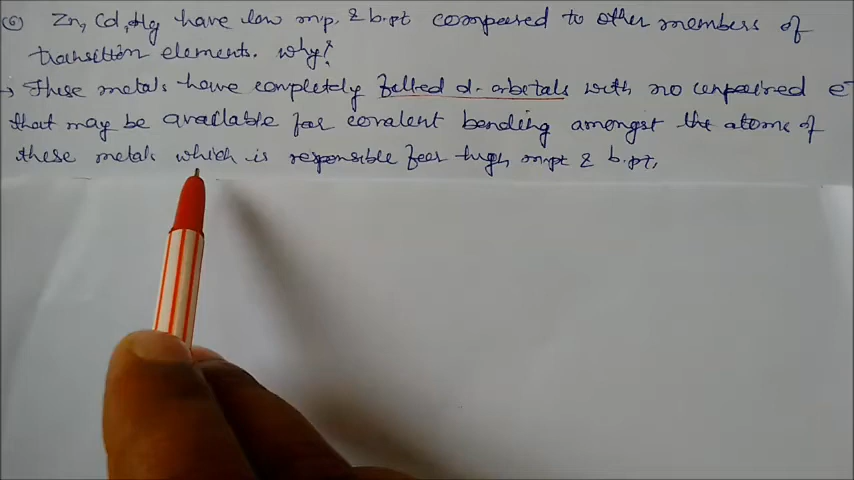 ⑥ Zn, Cd, Hg have low mp. & b.pt compared to other members of
transition elements. why?
→ These metals have completely filled d-orbitals with no unpaired e⁻
that may be available for covalent bonding amongst the atoms of
these metals which is responsible for high mpt & b.pt.